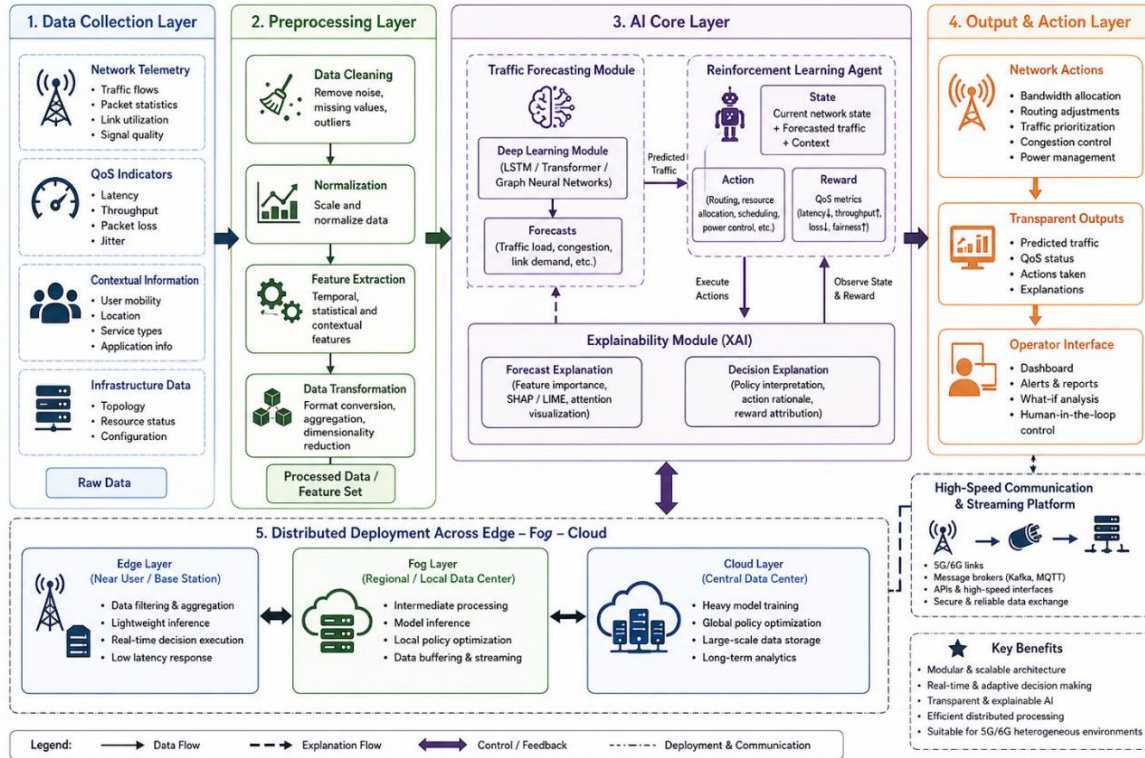 1. Data Collection Layer
Network Telemetry
• Traffic flows
• Packet statistics
• Link utilization
• Signal quality
QoS Indicators
• Latency
• Throughput
• Packet loss
• Jitter
Contextual Information
• User mobility
• Location
• Service types
• Application info
Infrastructure Data
• Topology
• Resource status
• Configuration
Raw Data
2. Preprocessing Layer
Data Cleaning
Remove noise,
missing values,
outliers
Normalization
Scale and
normalize data
Feature Extraction
Temporal,
statistical and
contextual
features
Data Transformation
Format conversion,
aggregation,
dimensionality
reduction
Processed Data /
Feature Set
3. AI Core Layer
Traffic Forecasting Module
Deep Learning Module
(LSTM / Transformer /
Graph Neural Networks)
Forecasts
(Traffic load, congestion,
link demand, etc.)
Predicted
Traffic
Reinforcement Learning Agent
State
Current network state
+ Forecasted traffic
+ Context
Action
(Routing, resource
allocation, scheduling,
power control, etc.)
Reward
QoS metrics
(latency↓, throughput↑,
loss↓, fairness↑)
Execute
Actions
Observe State
& Reward
Explainability Module (XAI)
Forecast Explanation
(Feature importance,
SHAP / LIME, attention
visualization)
Decision Explanation
(Policy interpretation,
action rationale,
reward attribution)
4. Output & Action Layer
Network Actions
• Bandwidth allocation
• Routing adjustments
• Traffic prioritization
• Congestion control
• Power management
Transparent Outputs
• Predicted traffic
• QoS status
• Actions taken
• Explanations
Operator Interface
• Dashboard
• Alerts & reports
• What-if analysis
• Human-in-the-loop
control
High-Speed Communication
& Streaming Platform
• 5G/6G links
• Message brokers (Kafka, MQTT)
• APIs & high-speed interfaces
• Secure & reliable data exchange
5. Distributed Deployment Across Edge – Fog – Cloud
Edge Layer
(Near User / Base Station)
• Data filtering & aggregation
• Lightweight inference
• Real-time decision execution
• Low latency response
Fog Layer
(Regional / Local Data Center)
• Intermediate processing
• Model inference
• Local policy optimization
• Data buffering & streaming
Cloud Layer
(Central Data Center)
• Heavy model training
• Global policy optimization
• Large-scale data storage
• Long-term analytics
Key Benefits
• Modular & scalable architecture
• Real-time & adaptive decision making
• Transparent & explainable AI
• Efficient distributed processing
• Suitable for 5G/6G heterogeneous environments
Legend: Data Flow Explanation Flow Control / Feedback Deployment & Communication